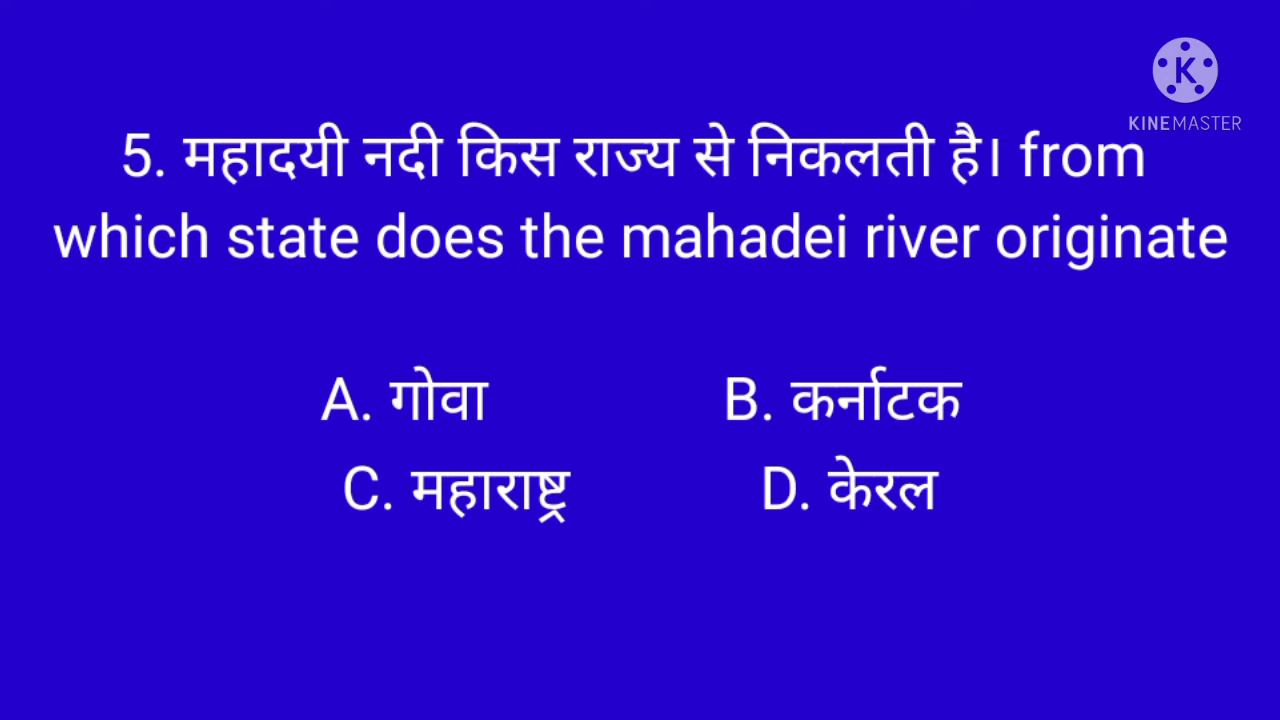 K
KINEMASTER
5. महादयी नदी किस राज्य से निकलती है। from
which state does the mahadei river originate
A. गोवा B. कर्नाटक
C. महाराष्ट्र D. केरल